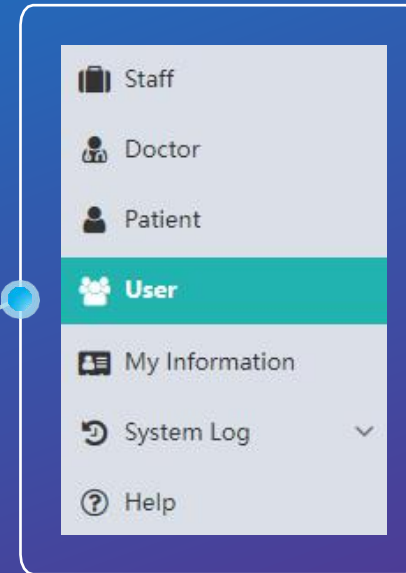 Staff
Doctor
Patient
User
My Information
System Log
Help